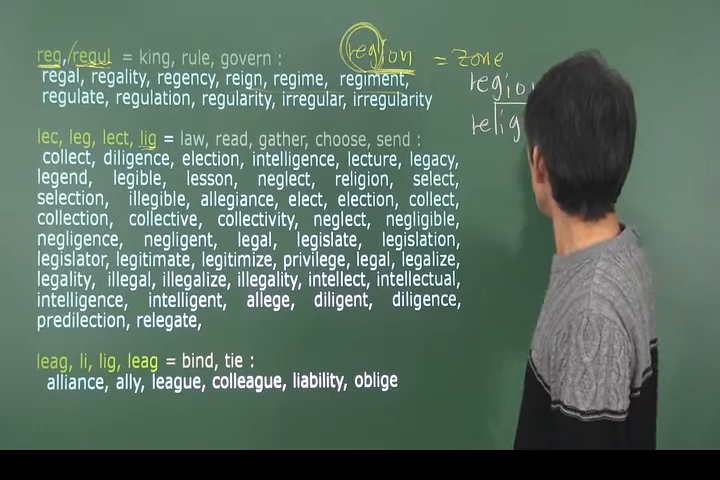 reg,/regul = king, rule, govern :
regal, regality, regency, reign, regime, regiment,
regulate, regulation, regularity, irregular, irregularity
region = zone
region
relig
lec, leg, lect, lig = law, read, gather, choose, send :
collect, diligence, election, intelligence, lecture, legacy,
legend, legible, lesson, neglect, religion, select,
selection, illegible, allegiance, elect, election, collect,
collection, collective, collectivity, neglect, negligible,
negligence, negligent, legal, legislate, legislation,
legislator, legitimate, legitimize, privilege, legal, legalize,
legality, illegal, illegalize, illegality, intellect, intellectual,
intelligence, intelligent, allege, diligent, diligence,
predilection, relegate,
leag, li, lig, leag = bind, tie :
alliance, ally, league, colleague, liability, oblige